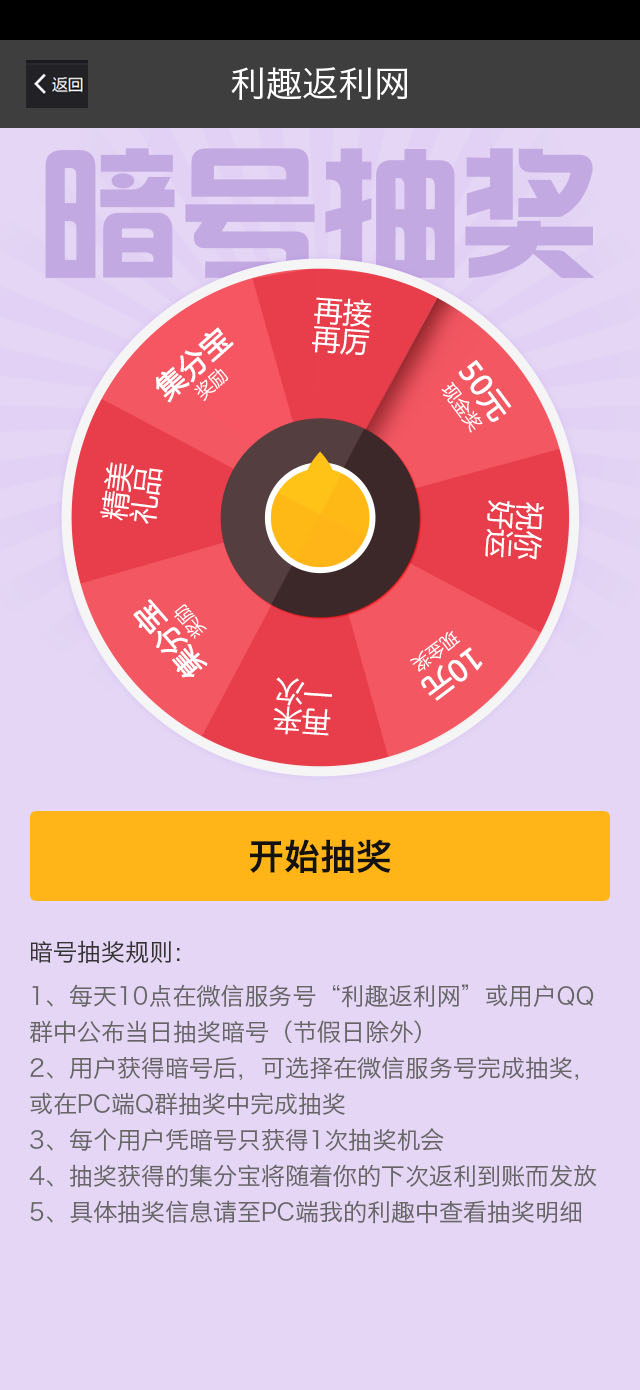 返回
利趣返利网
暗号抽奖
再接
再厉
50元
现金奖
祝你
好运
10元
现金奖
再来
一次
集分宝
奖励
精美
礼品
集分宝
奖励
开始抽奖
暗号抽奖规则：
1、每天10点在微信服务号“利趣返利网”或用户QQ
群中公布当日抽奖暗号（节假日除外）
2、用户获得暗号后，可选择在微信服务号完成抽奖，
或在PC端Q群抽奖中完成抽奖
3、每个用户凭暗号只获得1次抽奖机会
4、抽奖获得的集分宝将随着你的下次返利到账而发放
5、具体抽奖信息请至PC端我的利趣中查看抽奖明细